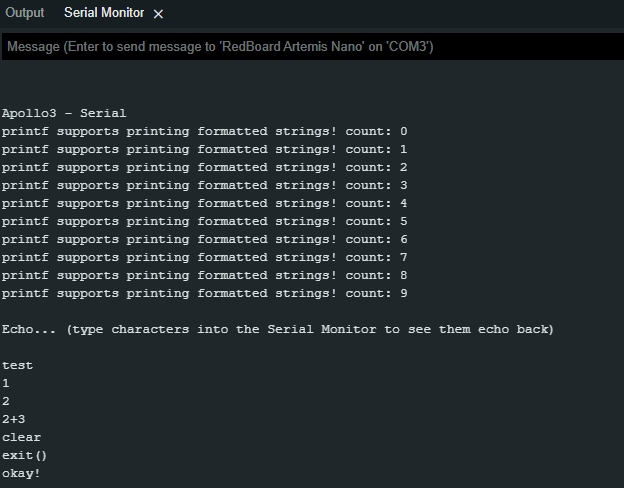 Output Serial Monitor ×
Message (Enter to send message to 'RedBoard Artemis Nano' on 'COM3')
Apollo3 - Serial
printf supports printing formatted strings! count: 0
printf supports printing formatted strings! count: 1
printf supports printing formatted strings! count: 2
printf supports printing formatted strings! count: 3
printf supports printing formatted strings! count: 4
printf supports printing formatted strings! count: 5
printf supports printing formatted strings! count: 6
printf supports printing formatted strings! count: 7
printf supports printing formatted strings! count: 8
printf supports printing formatted strings! count: 9
Echo... (type characters into the Serial Monitor to see them echo back)
test
1
2
2+3
clear
exit()
okay!